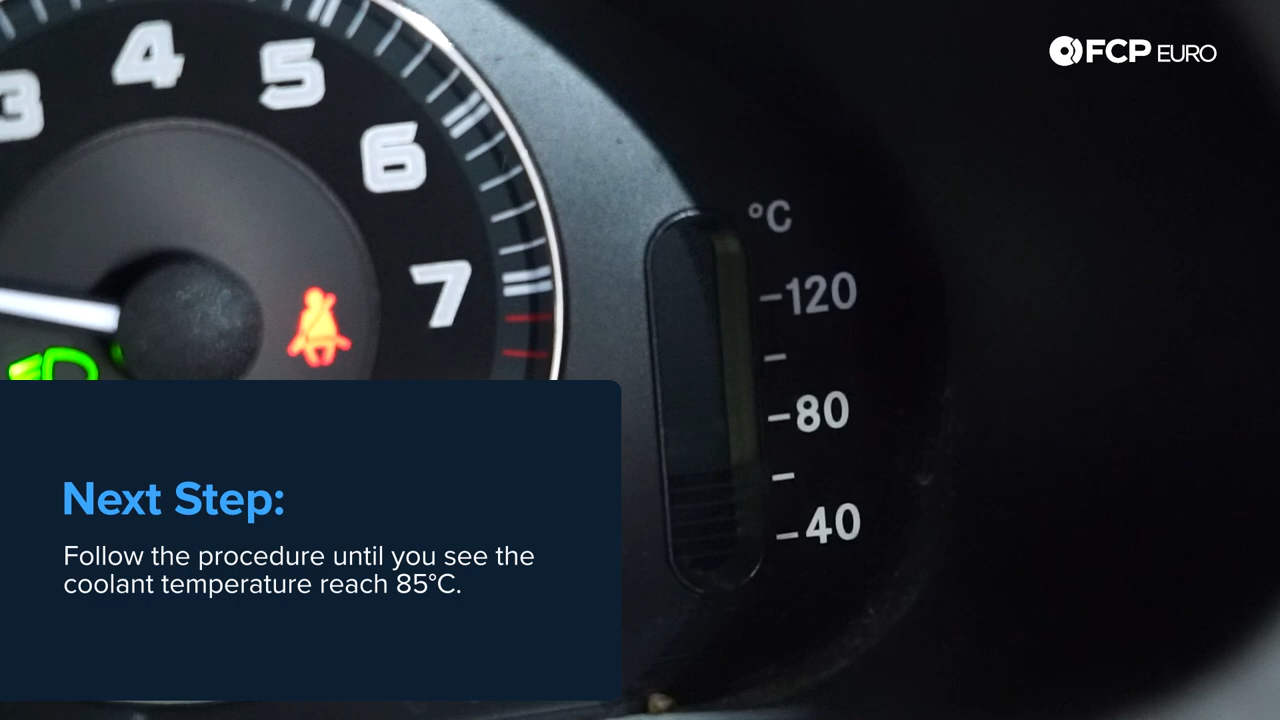 FCP EURO
3
4
5
6
7
°C
120
80
40
Next Step:
Follow the procedure until you see the
coolant temperature reach 85°C.